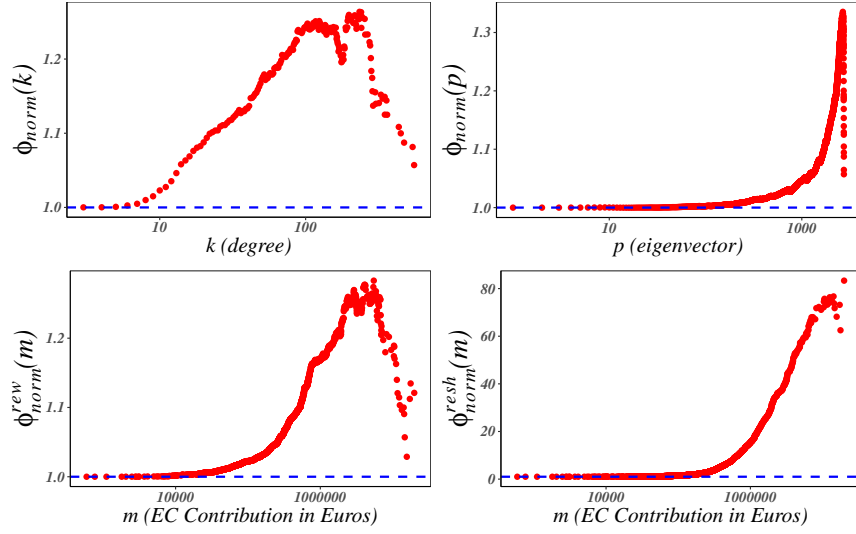 ϕnorm(k)
1.2
1.1
1.0
10
100
k (degree)
ϕnorm(p)
1.3
1.2
1.1
1.0
10
1000
p (eigenvector)
ϕ^rew_norm(m)
1.2
1.1
1.0
10000
1000000
m (EC Contribution in Euros)
ϕ^resh_norm(m)
80
60
40
20
0
10000
1000000
m (EC Contribution in Euros)